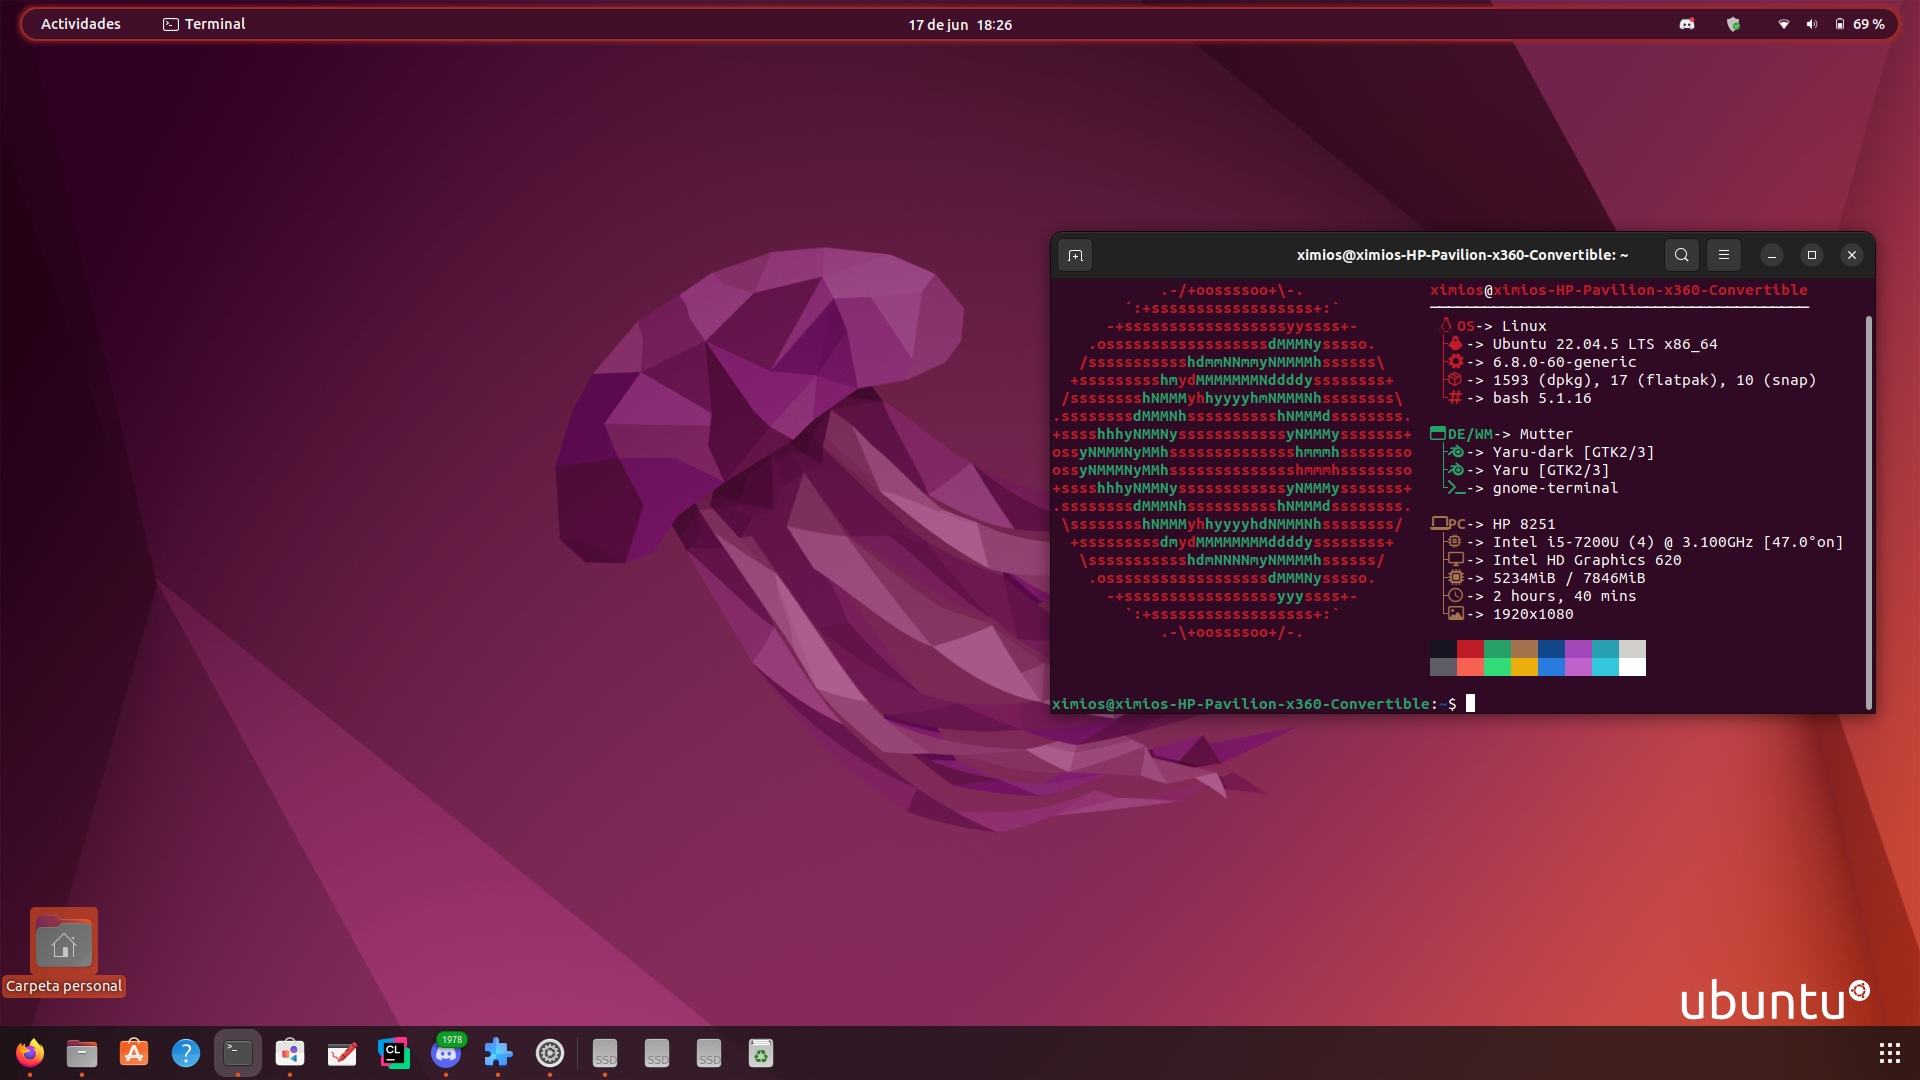 Actividades
Terminal
17 de jun 18:26
69 %
ximios@ximios-HP-Pavilion-x360-Convertible: ~
.-/+oossssoo+\-.
`:+ssssssssssssssssss+:`
-+ssssssssssssssssssyyssss+-
.ossssssssssssssssssdMMMNysssso.
/ssssssssssshdmmNNmmyNMMMMhssssss\
+ssssssssshmydMMMMMMMNddddyssssssss+
/sssssssshNMMMyhhyyyyhmNMMMNhssssssss\
.ssssssssdMMMNhsssssssssshNMMMdssssssss.
+sssshhhyNMMNyssssssssssssyNMMMysssssss+
ossyNMMMNyMMhsssssssssssssshmmmhssssssso
ossyNMMMNyMMhsssssssssssssshmmmhssssssso
+sssshhhyNMMNyssssssssssssyNMMMysssssss+
.ssssssssdMMMNhsssssssssshNMMMdssssssss.
\sssssssshNMMMyhhyyyyhdNMMMNhssssssss/
+sssssssssdmydMMMMMMMMddddyssssssss+
\ssssssssssshdmNNNNmyNMMMMhssssss/
.ossssssssssssssssssdMMMNysssso.
-+sssssssssssssssssyyyssss+-
`:+ssssssssssssssssss+:`
.-\+oossssoo+/-.
ximios@ximios-HP-Pavilion-x360-Convertible
OS-> Linux
-> Ubuntu 22.04.5 LTS x86_64
-> 6.8.0-60-generic
-> 1593 (dpkg), 17 (flatpak), 10 (snap)
-> bash 5.1.16
DE/WM-> Mutter
-> Yaru-dark [GTK2/3]
-> Yaru [GTK2/3]
-> gnome-terminal
PC-> HP 8251
-> Intel i5-7200U (4) @ 3.100GHz [47.0°on]
-> Intel HD Graphics 620
-> 5234MiB / 7846MiB
-> 2 hours, 40 mins
-> 1920x1080
ximios@ximios-HP-Pavilion-x360-Convertible:~$
Carpeta personal
ubuntu
CL
1978
SSD
SSD
SSD